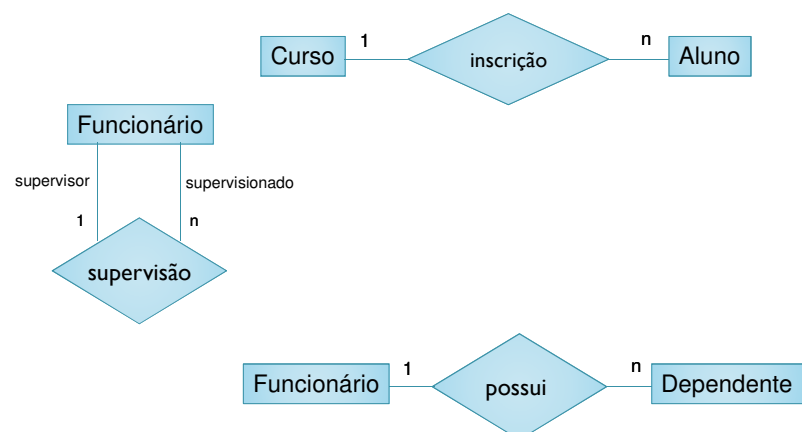 1
n
Curso
inscrição
Aluno
Funcionário
supervisor
supervisionado
1
n
supervisão
1
n
Funcionário
possui
Dependente